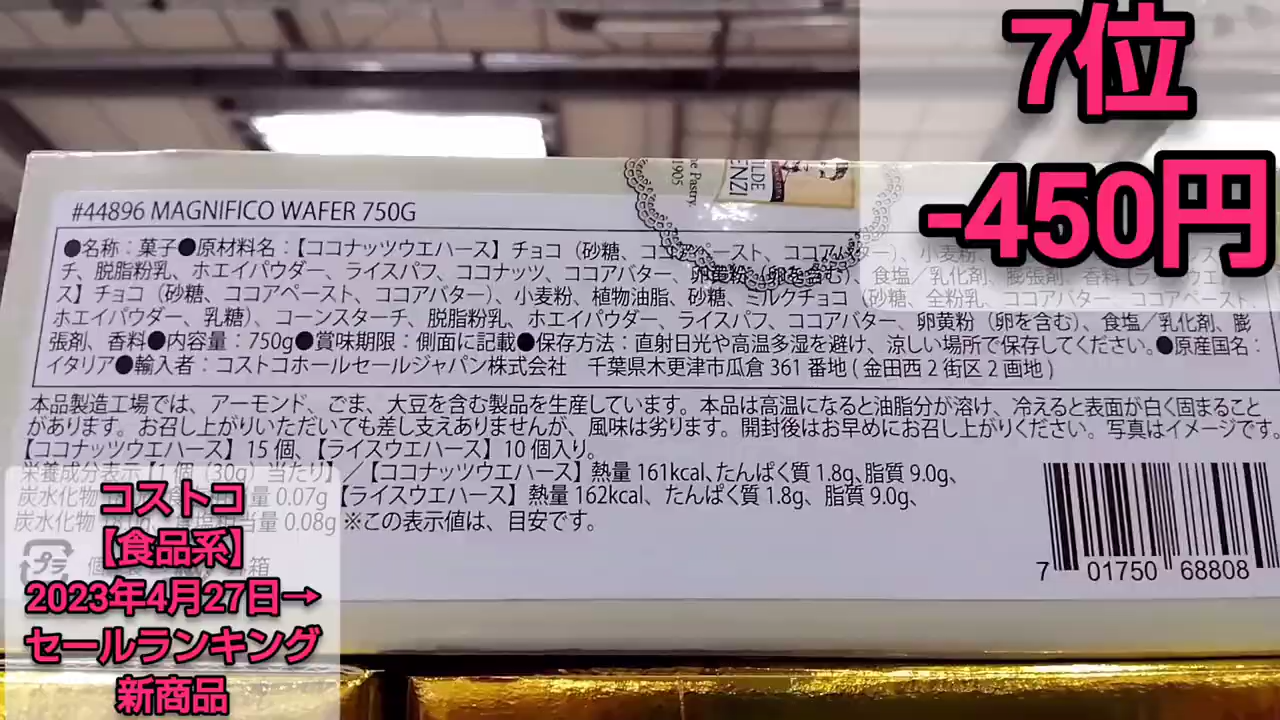 7位
-450円
ILDE
ENZI
e Pastry
1905
#44896 MAGNIFICO WAFER 750G
●名称：菓子●原材料名：【ココナッツウエハース】チョコ（砂糖、ココアペースト、ココアバター）、小麦粉、
チ、脱脂粉乳、ホエイパウダー、ライスパフ、ココナッツ、ココアバター、卵黄粉（卵を含む）、食塩／乳化剤、膨張剤、香料【ライスウエハー
ス】チョコ（砂糖、ココアペースト、ココアバター）、小麦粉、植物油脂、砂糖、ミルクチョコ（砂糖、全粉乳、ココアバター、ココアペースト、
ホエイパウダー、乳糖）、コーンスターチ、脱脂粉乳、ホエイパウダー、ライスパフ、ココアバター、卵黄粉（卵を含む）、食塩／乳化剤、膨
張剤、香料●内容量：750g●賞味期限：側面に記載●保存方法：直射日光や高温多湿を避け、涼しい場所で保存してください。●原産国名：
イタリア●輸入者：コストコホールセールジャパン株式会社　千葉県木更津市瓜倉 361 番地 ( 金田西 2 街区 2 画地 )
本品製造工場では、アーモンド、ごま、大豆を含む製品を生産しています。本品は高温になると油脂分が溶け、冷えると表面が白く固まること
があります。お召し上がりいただいても差し支えありませんが、風味は劣ります。開封後はお早めにお召し上がりください。写真はイメージです。
【ココナッツウエハース】15 個、【ライスウエハース】10 個入り。
栄養成分表示【1 個（30g）当たり】／【ココナッツウエハース】熱量 161kcal、たんぱく質 1.8g、脂質 9.0g、
炭水化物 量 0.07g【ライスウエハース】熱量 162kcal、たんぱく質 1.8g、脂質 9.0g、
炭水化物 相当量 0.08g ※この表示値は、目安です。
プラ
7 01750 68808
コストコ
【食品系】
2023年4月27日→
セールランキング
新商品